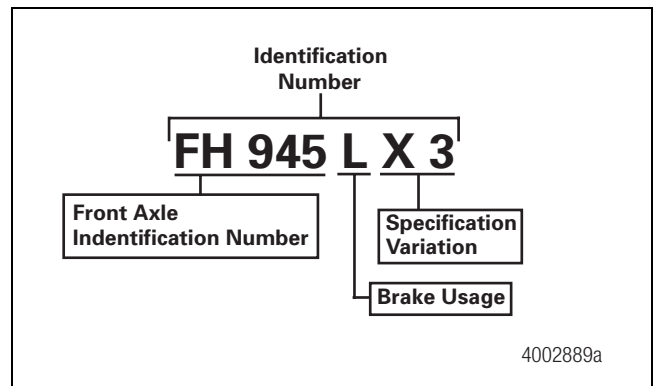 Identification
Number
FH 945 L X 3
Front Axle
Indentification Number
Specification
Variation
Brake Usage
4002889a